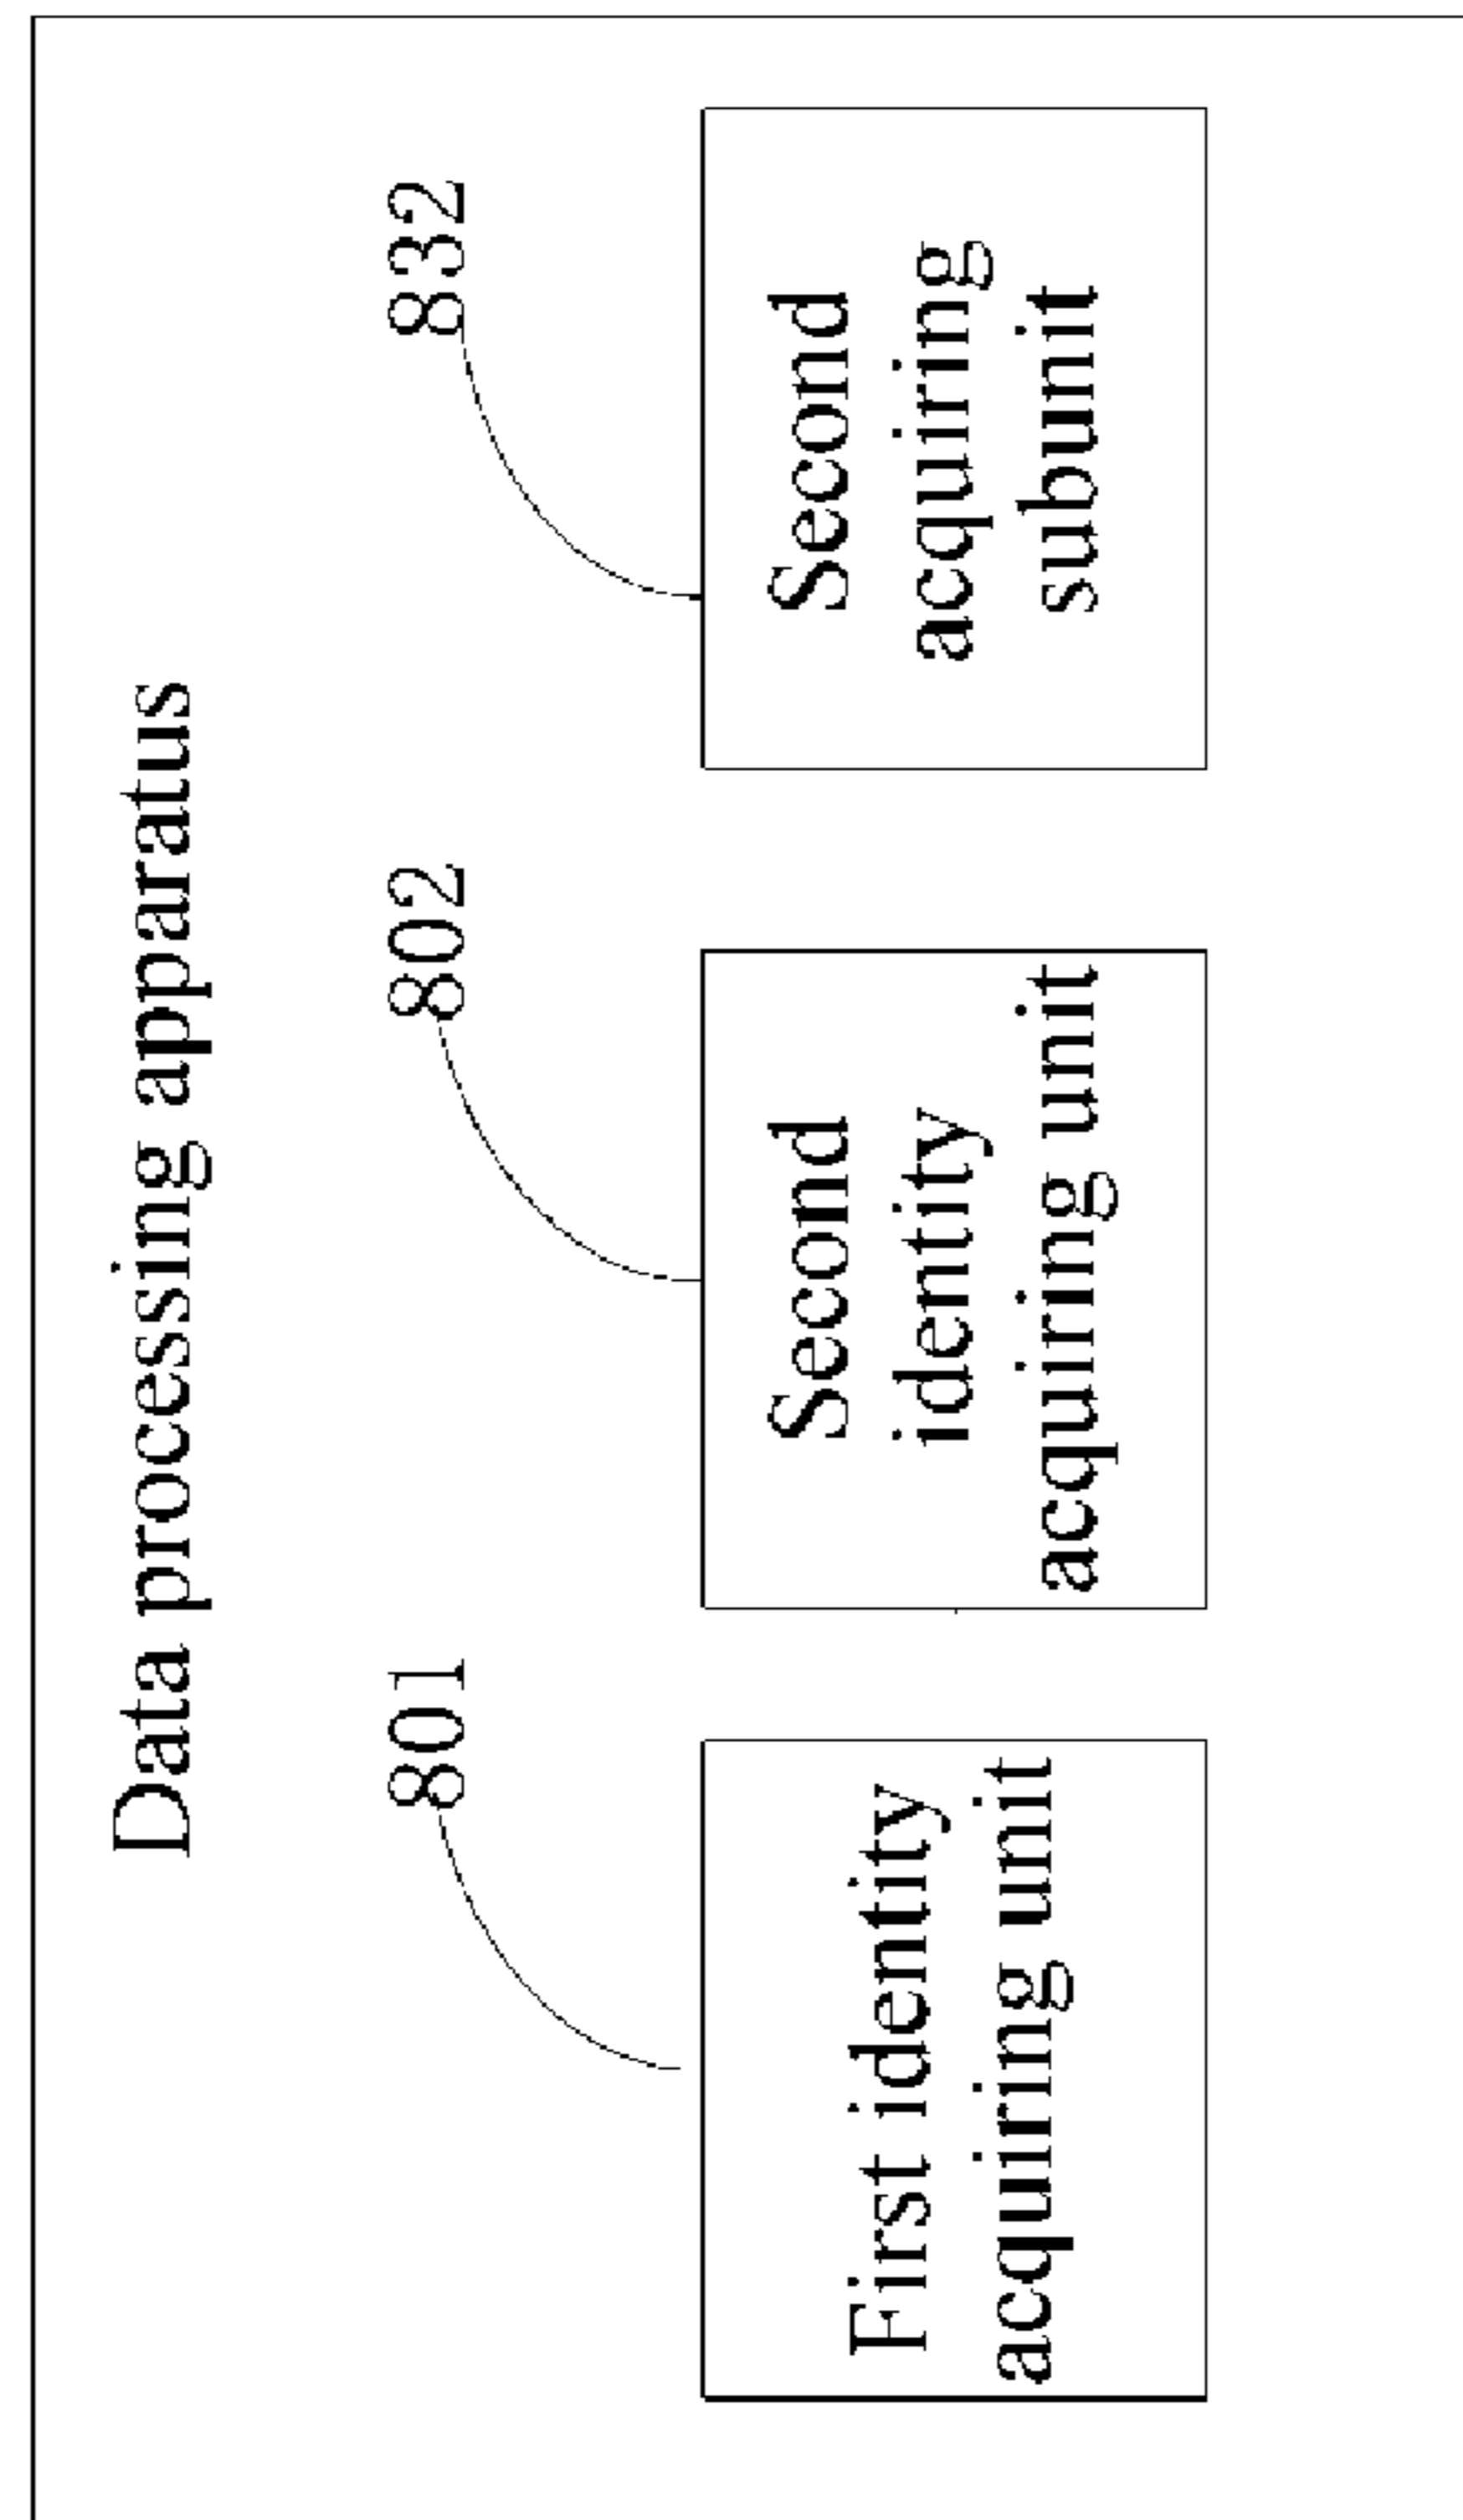 Data processing apparatus
801
802
832
First identity
acquiring unit
Second
identity
acquiring unit
Second
acquiring
subunit